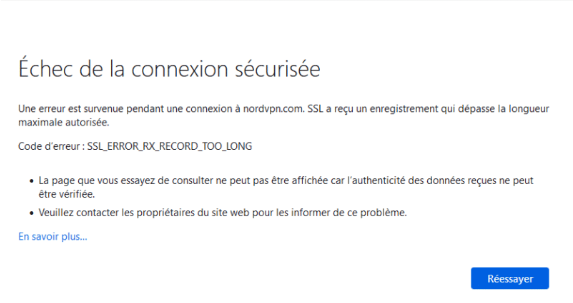 Échec de la connexion sécurisée
Une erreur est survenue pendant une connexion à nordvpn.com. SSL a reçu un enregistrement qui dépasse la longueur
maximale autorisée.
Code d’erreur : SSL_ERROR_RX_RECORD_TOO_LONG
• La page que vous essayez de consulter ne peut pas être affichée car l’authenticité des données reçues ne peut
être vérifiée.
• Veuillez contacter les propriétaires du site web pour les informer de ce problème.
En savoir plus…
Réessayer